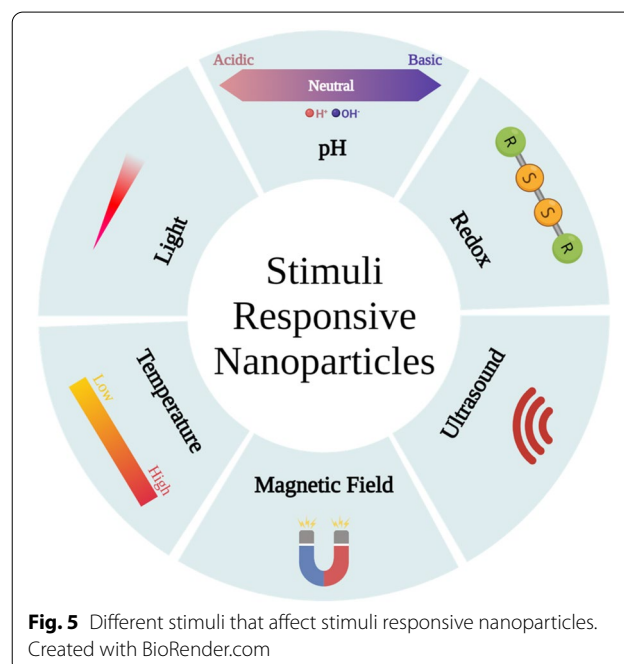 Acidic
Basic
Neutral
H⁺ OH⁻
pH
Light
Redox
R
S
S
R
Stimuli
Responsive
Nanoparticles
Temperature
Low
High
Ultrasound
Magnetic Field
Fig. 5 Different stimuli that affect stimuli responsive nanoparticles.
Created with BioRender.com